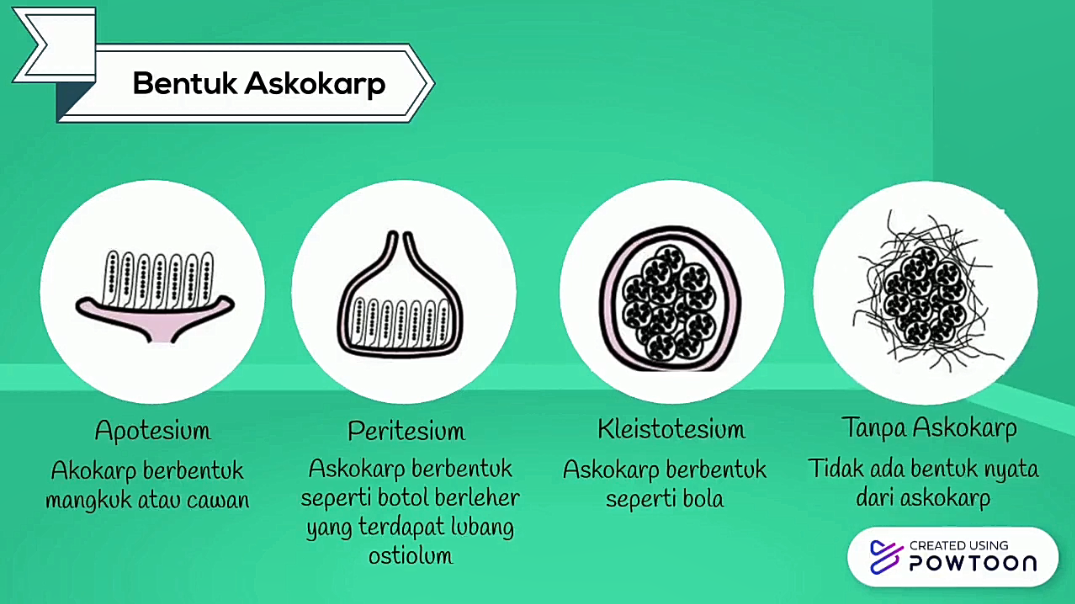 Bentuk Askokarp
Apotesium
Akokarp berbentuk
mangkuk atau cawan
Peritesium
Askokarp berbentuk
seperti botol berleher
yang terdapat lubang
ostiolum
Kleistotesium
Askokarp berbentuk
seperti bola
Tanpa Askokarp
Tidak ada bentuk nyata
dari askokarp
CREATED USING
POWTOON